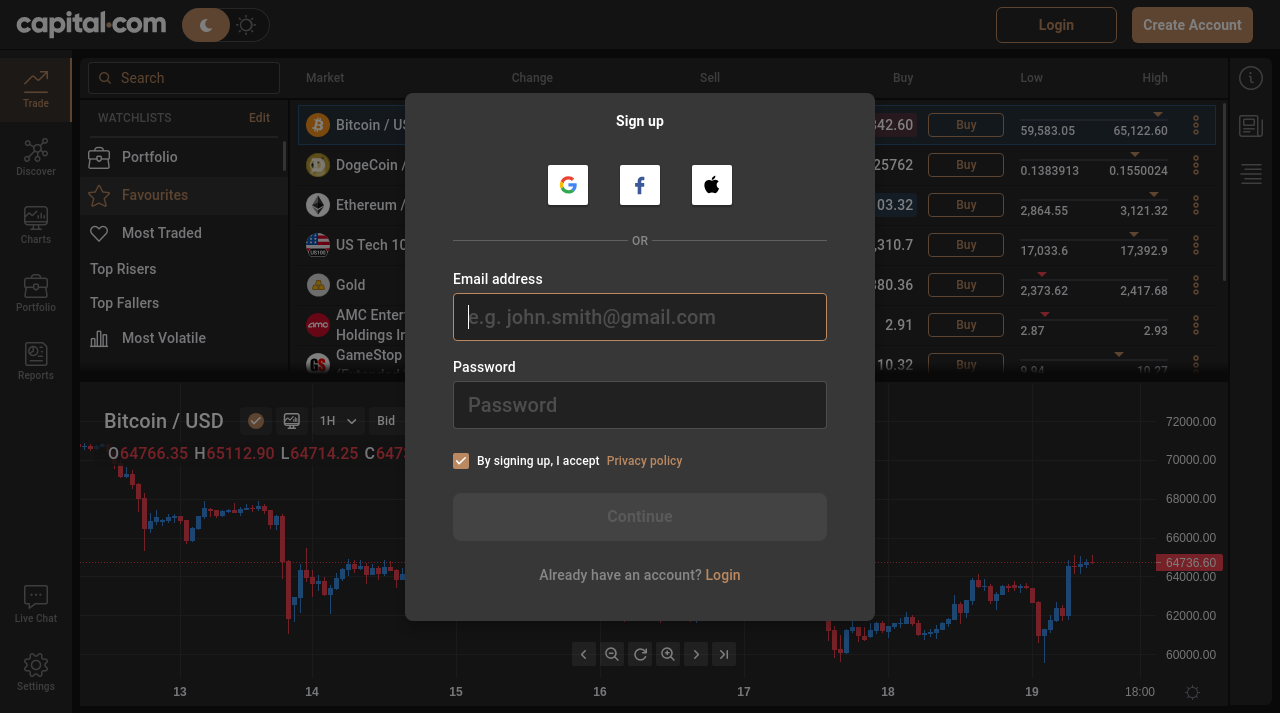 capital.com
Login
Create Account
Trade
Discover
Charts
Portfolio
Reports
Live Chat
Settings
Search
WATCHLISTS
Edit
Portfolio
Favourites
Most Traded
Top Risers
Top Fallers
Most Volatile
Market
Change
Sell
Buy
Low
High
Bitcoin /
Buy
59,583.05
65,122.60
DogeCoin /
25762
Buy
0.1383913
0.1550024
Ethereum /
03.32
Buy
2,864.55
3,121.32
US Tech 10
,310.7
Buy
17,033.6
17,392.9
Gold
380.36
Buy
2,373.62
2,417.68
amc
AMC Enter
Holdings In
2.91
Buy
2.87
2.93
GameStop
10.32
Buy
9.94
10.27
Sign up
OR
Email address
e.g. john.smith@gmail.com
Password
Password
By signing up, I accept Privacy policy
Continue
Already have an account? Login
Bitcoin / USD
1H
Bid
O64766.35 H65112.90 L64714.25 C6473
72000.00
70000.00
68000.00
66000.00
64736.60
64000.00
62000.00
60000.00
13
14
15
16
17
18
19
18:00